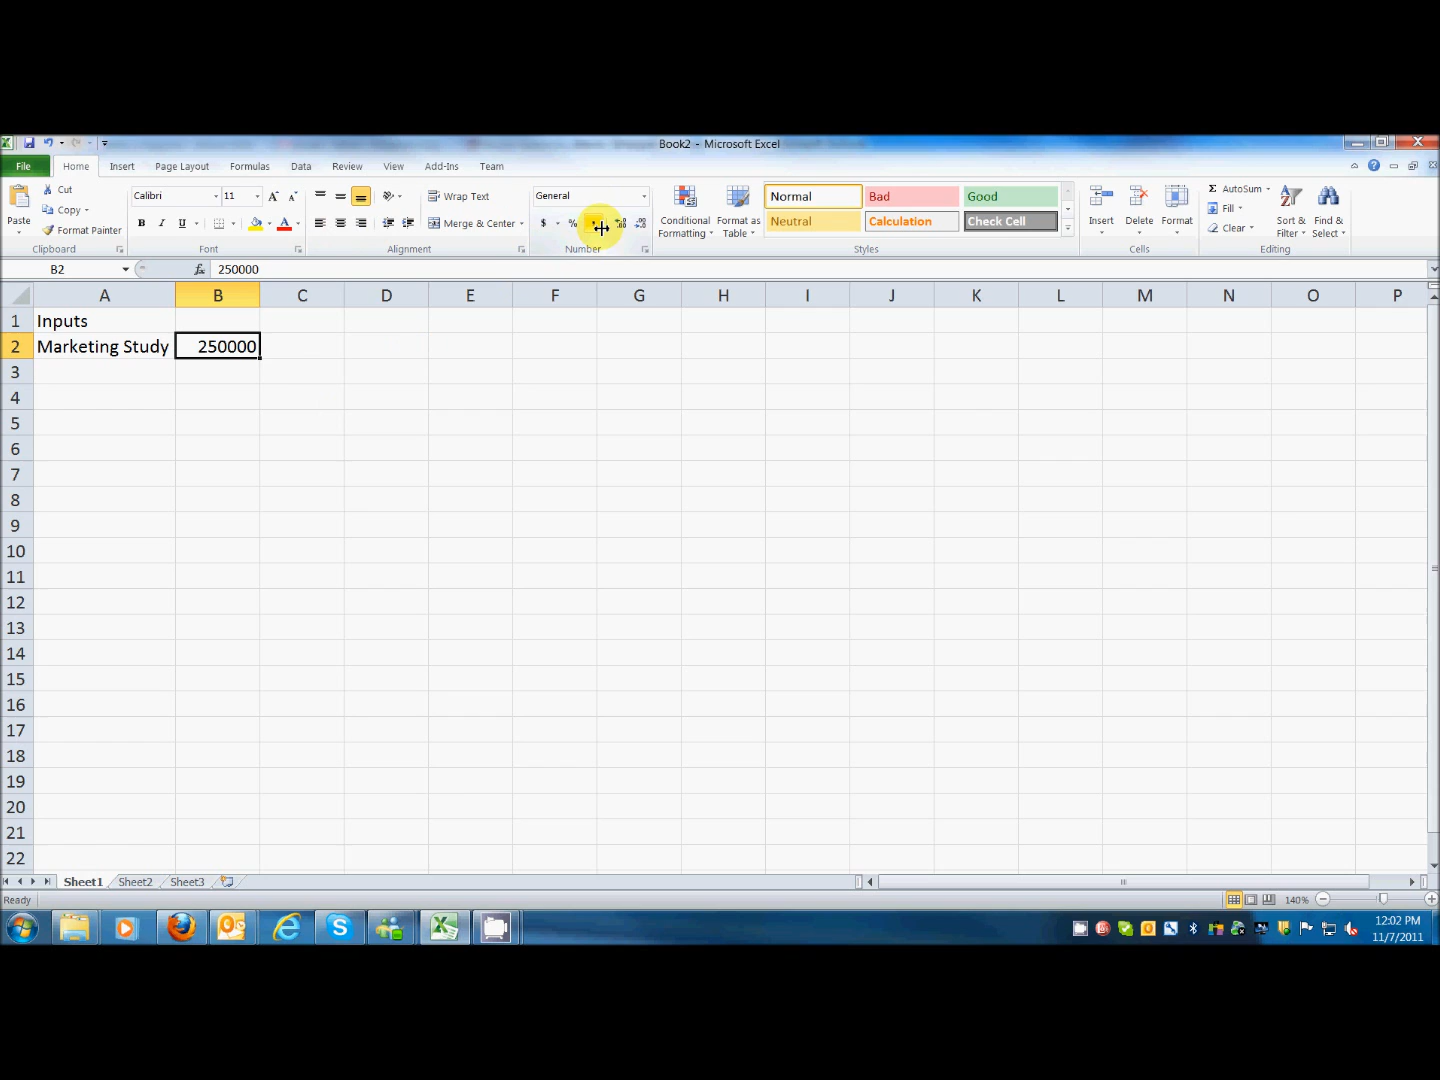 Book2 - Microsoft Excel
File Home Insert Page Layout Formulas Data Review View Add-Ins Team
Paste
Cut
Copy
Format Painter
Clipboard
Calibri 11
B I U
Font
Wrap Text
Merge & Center
Alignment
General
$ %
Number
Conditional Formatting
Format as Table
Normal Bad Good
Neutral Calculation Check Cell
Styles
Insert Delete Format
Cells
Σ AutoSum
Fill
Clear
Sort & Filter
Find & Select
Editing
B2 fx 250000
A B C D E F G H I J K L M N O P
1 Inputs
2 Marketing Study 250000
3
4
5
6
7
8
9
10
11
12
13
14
15
16
17
18
19
20
21
22
Sheet1 Sheet2 Sheet3
Ready 140%
12:02 PM
11/7/2011